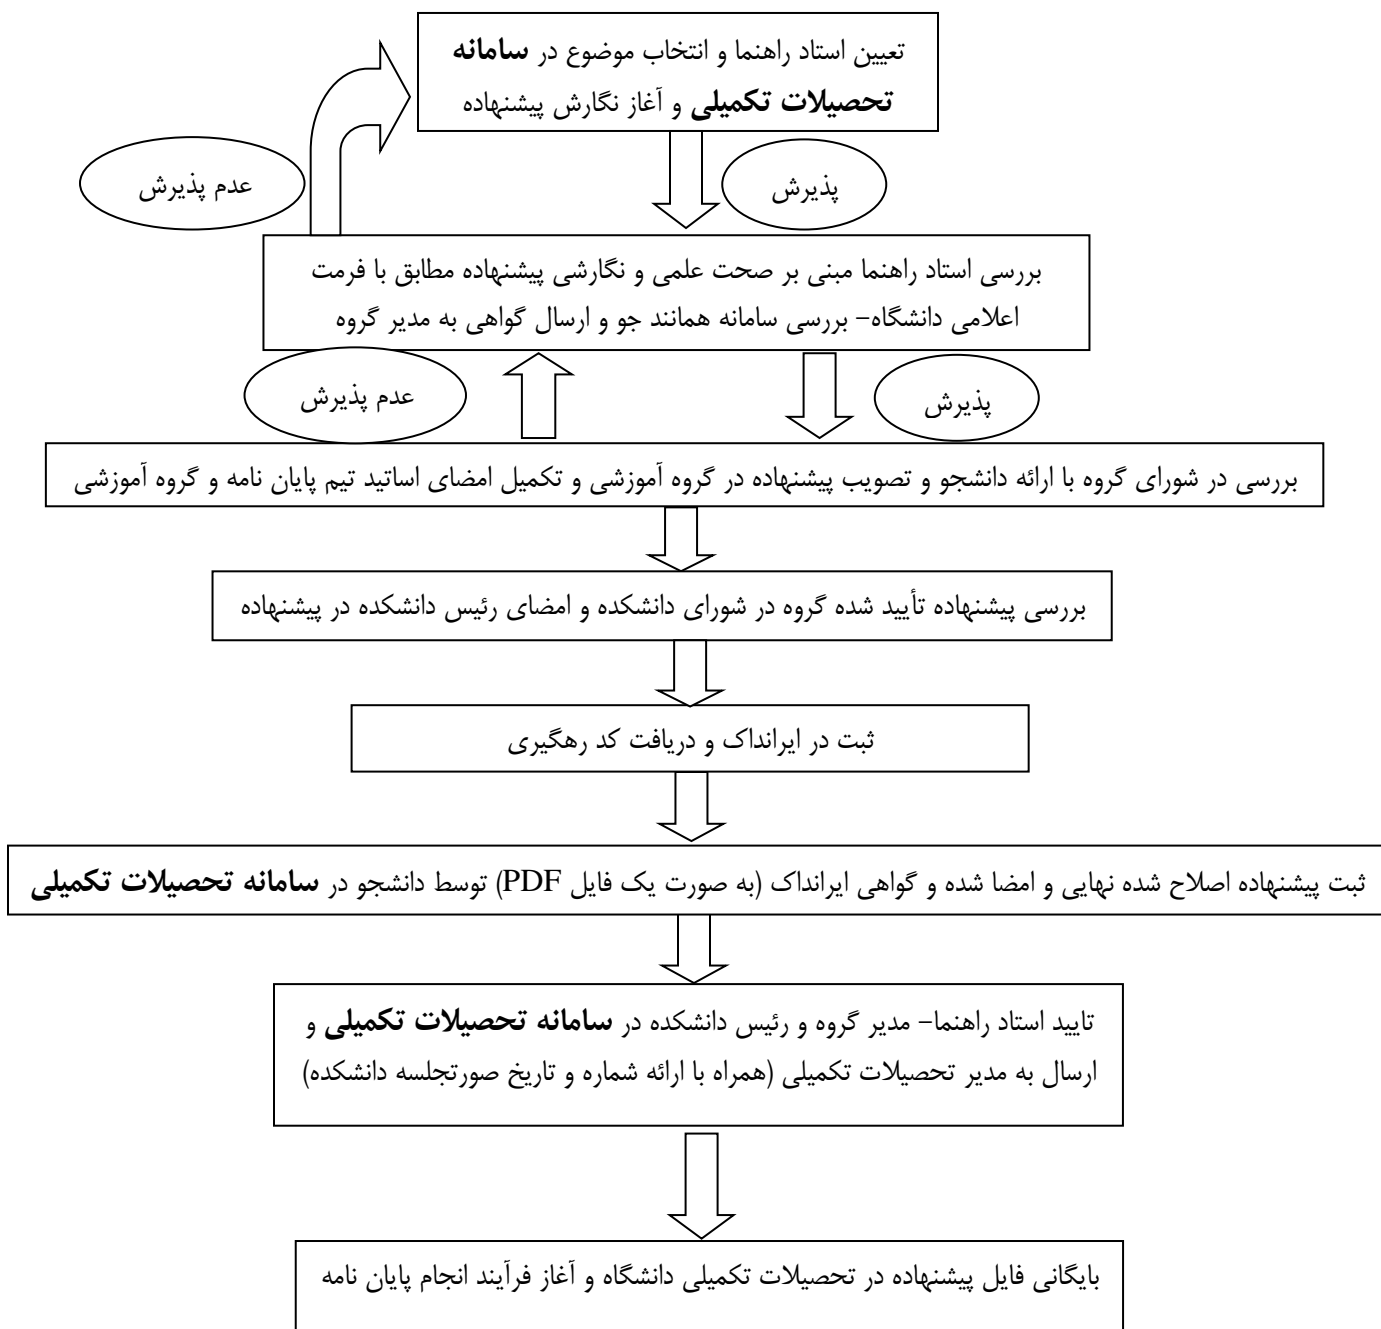 تعیین استاد راهنما و انتخاب موضوع در سامانه
تحصیلات تکمیلی و آغاز نگارش پیشنهاده
پذیرش
عدم پذیرش
بررسی استاد راهنما مبنی بر صحت علمی و نگارشی پیشنهاده مطابق با فرمت
اعلامی دانشگاه- بررسی سامانه همانند جو و ارسال گواهی به مدیر گروه
پذیرش
عدم پذیرش
بررسی در شورای گروه با ارائه دانشجو و تصویب پیشنهاده در گروه آموزشی و تکمیل امضای اساتید تیم پایان نامه و گروه آموزشی
بررسی پیشنهاده تأیید شده گروه در شورای دانشکده و امضای رئیس دانشکده در پیشنهاده
ثبت در ایرانداک و دریافت کد رهگیری
ثبت پیشنهاده اصلاح شده نهایی و امضا شده و گواهی ایرانداک (به صورت یک فایل PDF) توسط دانشجو در سامانه تحصیلات تکمیلی
تایید استاد راهنما- مدیر گروه و رئیس دانشکده در سامانه تحصیلات تکمیلی و
ارسال به مدیر تحصیلات تکمیلی (همراه با ارائه شماره و تاریخ صورتجلسه دانشکده)
بایگانی فایل پیشنهاده در تحصیلات تکمیلی دانشگاه و آغاز فرآیند انجام پایان نامه